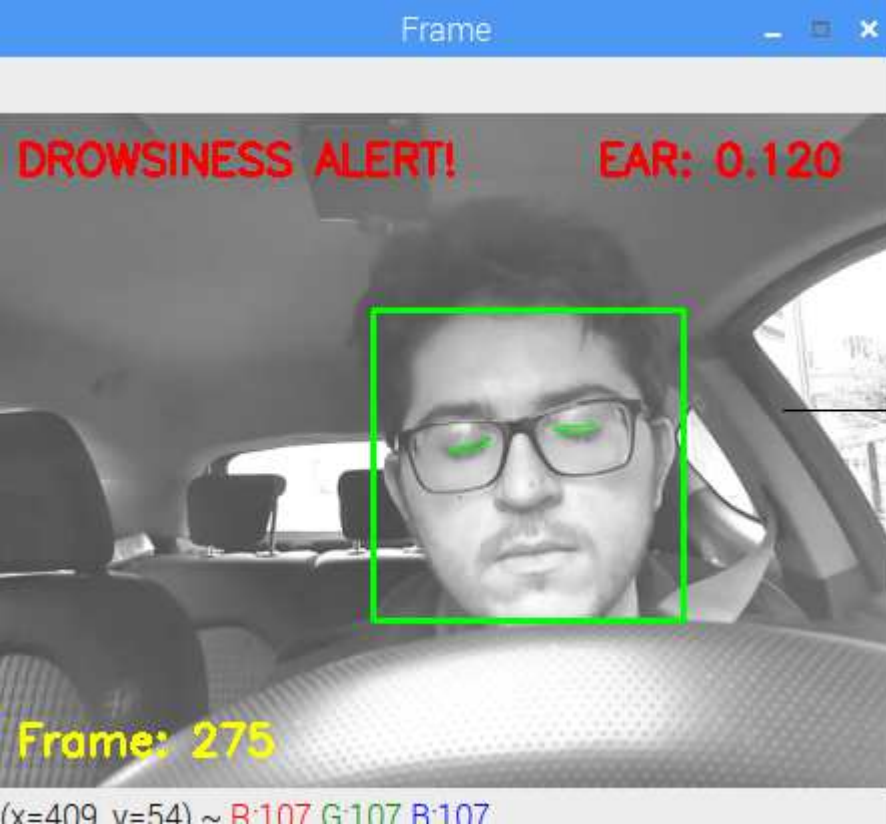 Frame
DROWSINESS ALERT! EAR: 0.120
Frame: 275
(x=409, y=54) ~ R:107 G:107 B:107